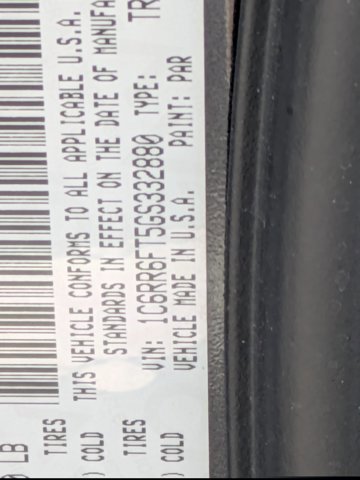 LB
TIRES
) COLD
TIRES
) COLD
THIS VEHICLE CONFORMS TO ALL APPLICABLE U.S.A.
STANDARDS IN EFFECT ON THE DATE OF MANUFA
VIN: 1C6RR6FT5GS332880 TYPE: TR
VEHICLE MADE IN U.S.A. PAINT: PAR